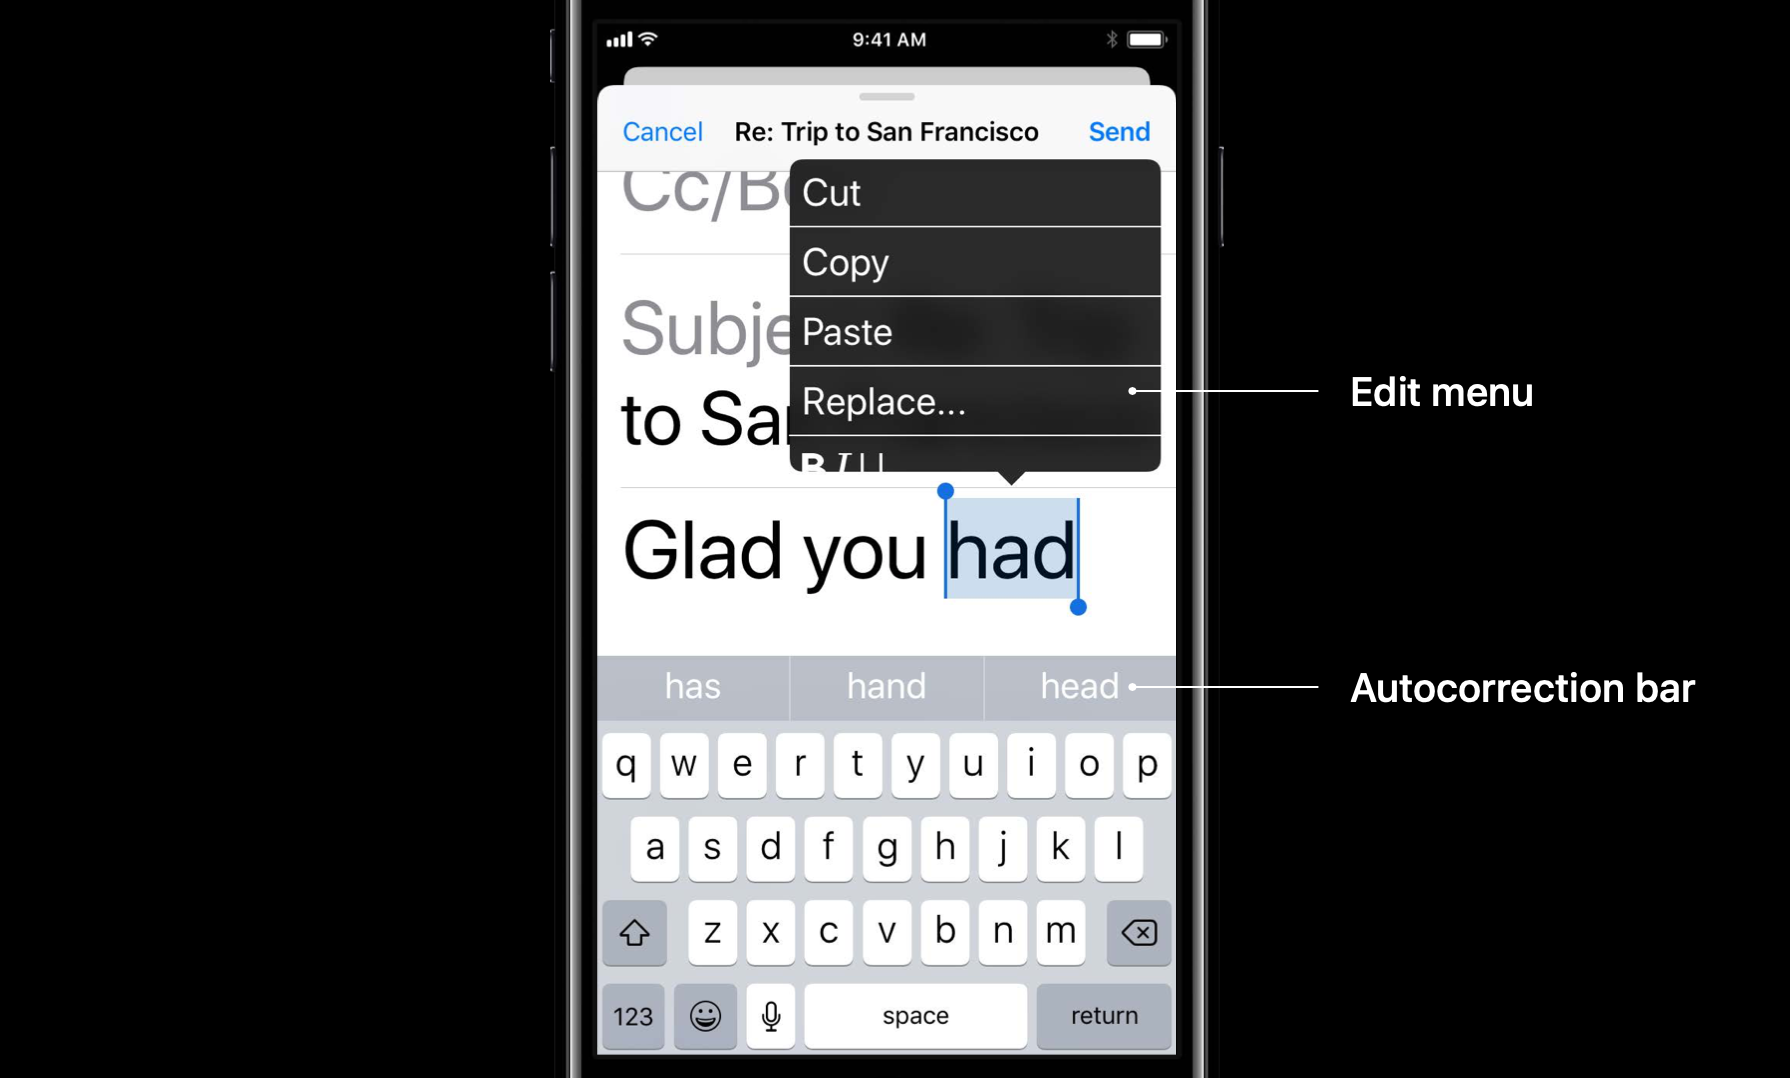 9:41 AM
Cancel Re: Trip to San Francisco Send
Cc/B
Cut
Copy
Subje
Paste
to Sa
Replace...
B I U
Edit menu
Glad you had
has hand head
Autocorrection bar
q w e r t y u i o p
a s d f g h j k l
z x c v b n m
123 space return